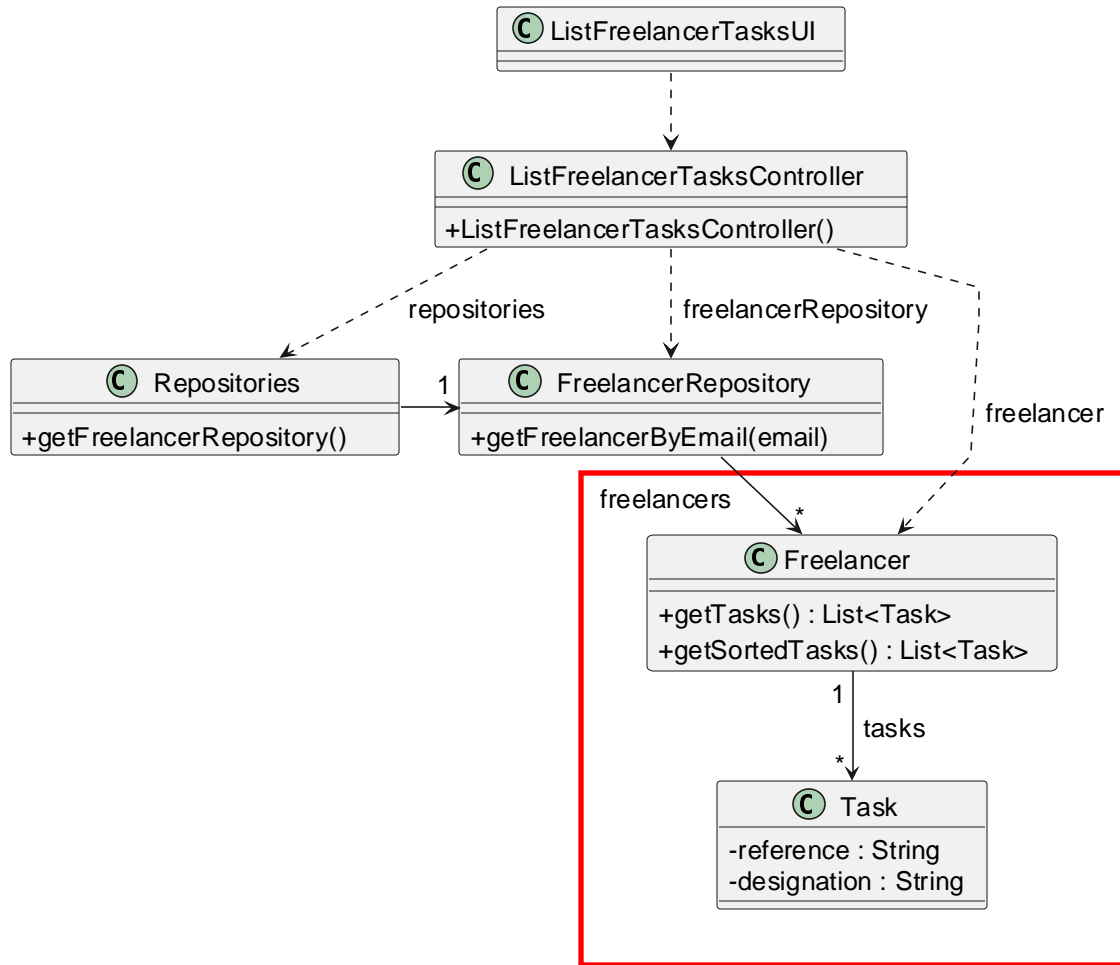 C ListFreelancerTasksUI
C ListFreelancerTasksController
+ListFreelancerTasksController()
repositories
freelancerRepository
freelancer
C Repositories
+getFreelancerRepository()
1
C FreelancerRepository
+getFreelancerByEmail(email)
freelancers
*
C Freelancer
+getTasks() : List<Task>
+getSortedTasks() : List<Task>
1
tasks
*
C Task
-reference : String
-designation : String